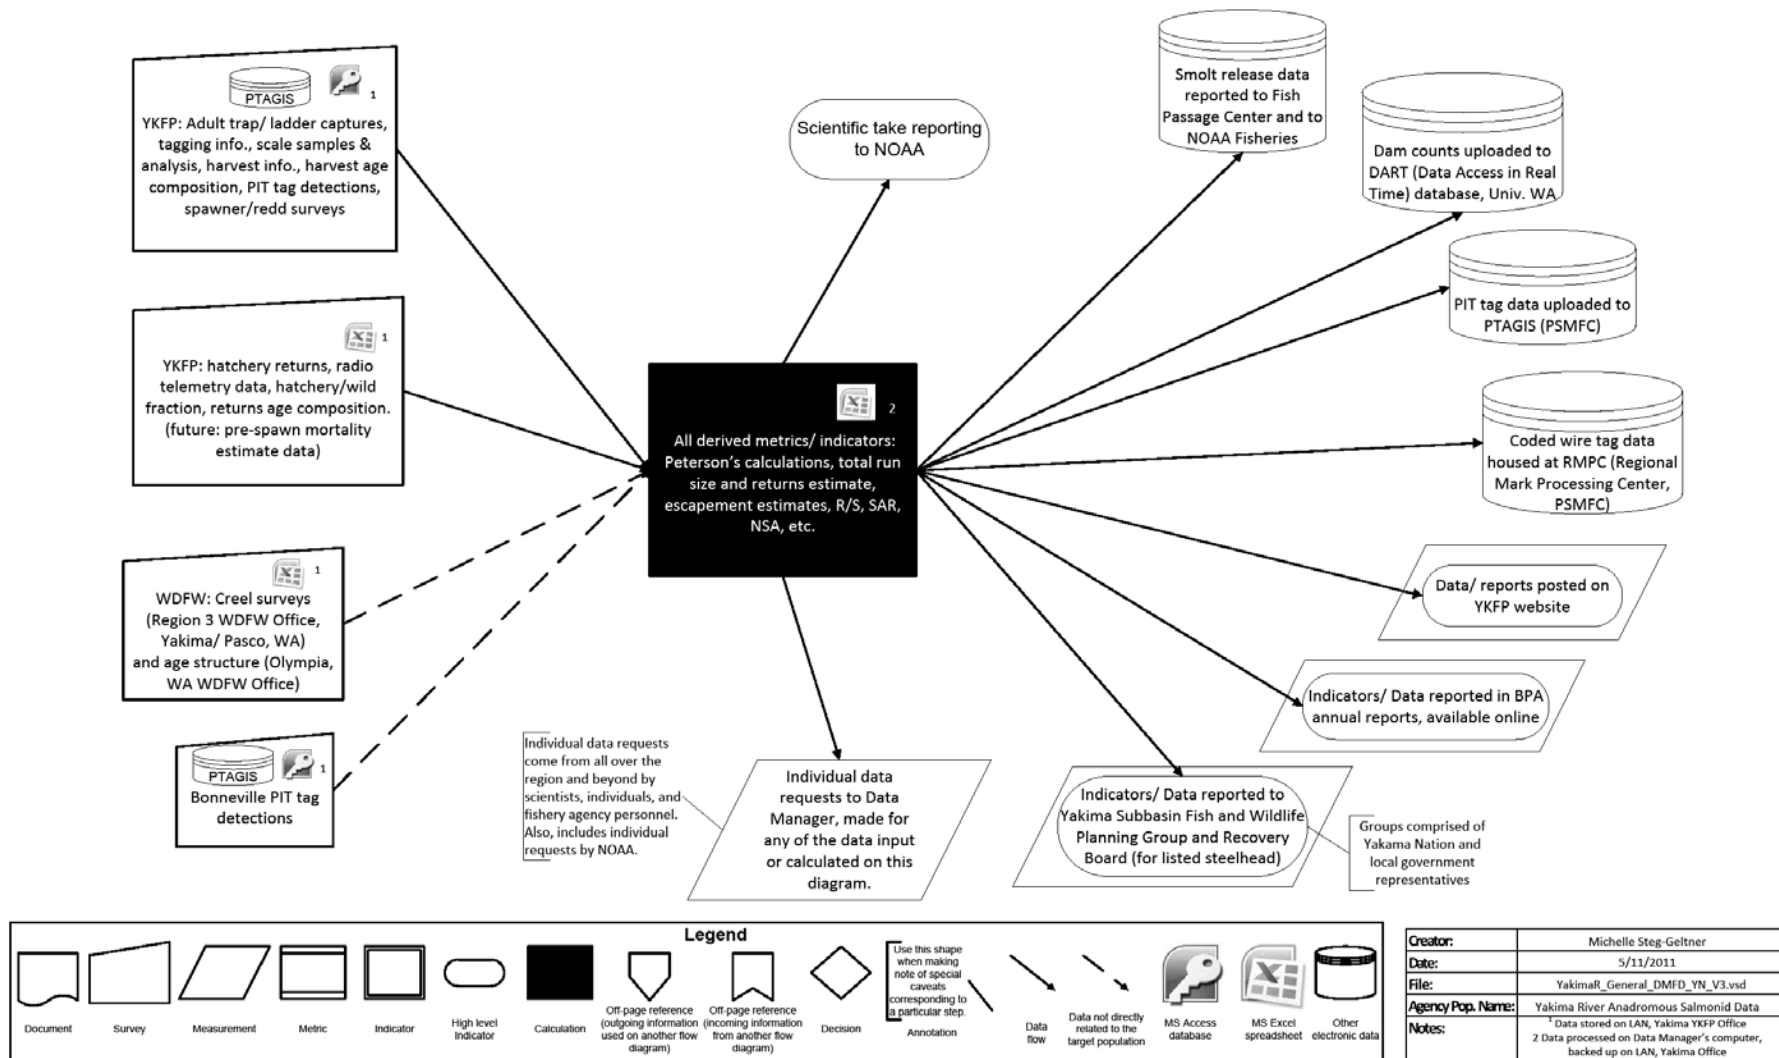 PTAGIS
1
YKFP: Adult trap/ ladder captures,
tagging info., scale samples &
analysis, harvest info., harvest age
composition, PIT tag detections,
spawner/redd surveys
1
YKFP: hatchery returns, radio
telemetry data, hatchery/wild
fraction, returns age composition.
(future: pre-spawn mortality
estimate data)
1
WDFW: Creel surveys
(Region 3 WDFW Office,
Yakima/ Pasco, WA)
and age structure (Olympia,
WA WDFW Office)
PTAGIS
1
Bonneville PIT tag
detections
Scientific take reporting
to NOAA
2
All derived metrics/ indicators:
Peterson's calculations, total run
size and returns estimate,
escapement estimates, R/S, SAR,
NSA, etc.
Individual data requests
come from all over the
region and beyond by
scientists, individuals, and
fishery agency personnel.
Also, includes individual
requests by NOAA.
Individual data
requests to Data
Manager, made for
any of the data input
or calculated on this
diagram.
Smolt release data
reported to Fish
Passage Center and to
NOAA Fisheries
Dam counts uploaded to
DART (Data Access in Real
Time) database, Univ. WA
PIT tag data uploaded to
PTAGIS (PSMFC)
Coded wire tag data
housed at RMPC (Regional
Mark Processing Center,
PSMFC)
Data/ reports posted on
YKFP website
Indicators/ Data reported in BPA
annual reports, available online
Indicators/ Data reported to
Yakima Subbasin Fish and Wildlife
Planning Group and Recovery
Board (for listed steelhead)
Groups comprised of
Yakama Nation and
local government
representatives
Legend
Document
Survey
Measurement
Metric
Indicator
High level
Indicator
Calculation
Off-page reference
(outgoing information
used on another flow
diagram)
Off-page reference
(incoming information
from another flow
diagram)
Decision
Use this shape
when making
note of special
caveats
corresponding to
a particular step.
Annotation
Data
flow
Data not directly
related to the
target population
MS Access
database
MS Excel
spreadsheet
Other
electronic data
Creator: Michelle Steg-Geltner
Date: 5/11/2011
File: YakimaR_General_DMFD_YN_V3.vsd
Agency Pop. Name: Yakima River Anadromous Salmonid Data
Notes: 1 Data stored on LAN, Yakima YKFP Office
2 Data processed on Data Manager's computer,
backed up on LAN, Yakima Office